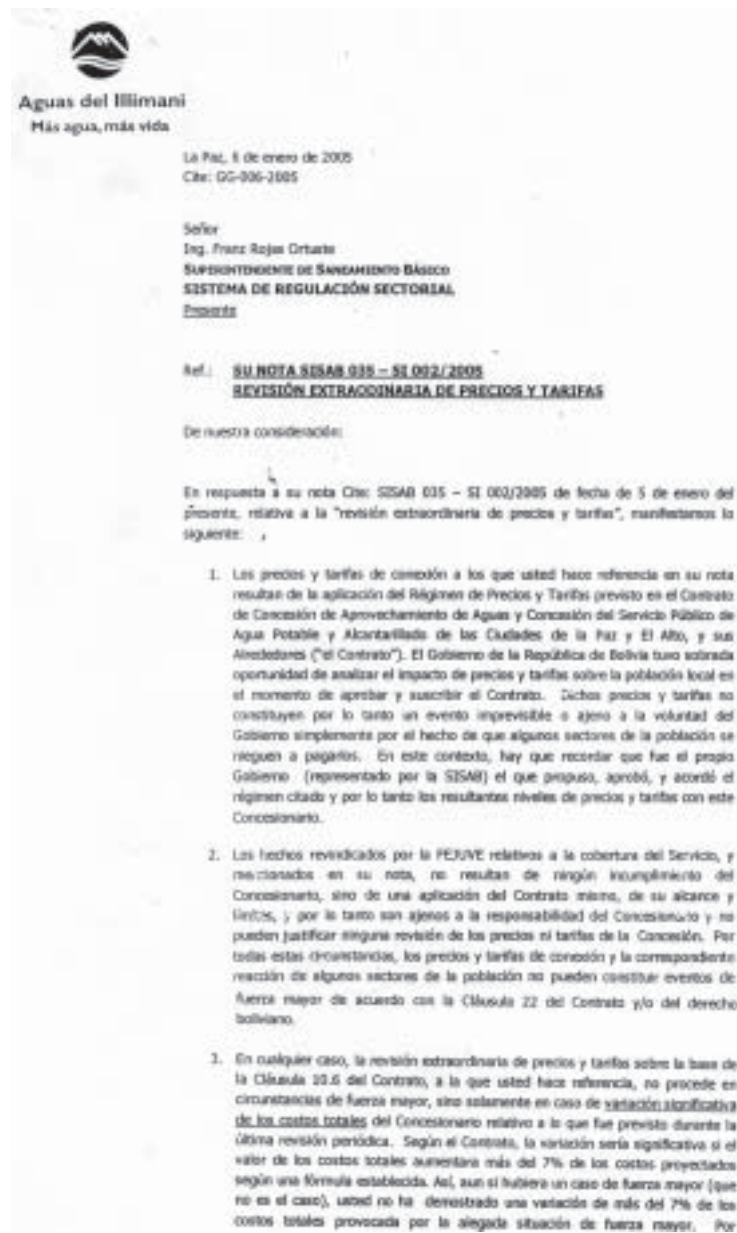 Aguas del Illimani
Más agua, más vida
La Paz, 6 de enero de 2005
Cite: GG-006-2005
Señor
Ing. Franz Rojas Ortuste
SUPERINTENDENTE DE SANEAMIENTO BÁSICO
SISTEMA DE REGULACIÓN SECTORIAL
Presente
Ref.: SU NOTA SISAB 035 – SI 002/2005
REVISIÓN EXTRAODINARIA DE PRECIOS Y TARIFAS
De nuestra consideración:
En respuesta a su nota Cite: SISAB 035 – SI 002/2005 de fecha de 5 de enero del
presente, relativa a la "revisión extraordinaria de precios y tarifas", manifestamos lo
siguiente:
1. Los precios y tarifas de conexión a los que usted hace referencia en su nota
resultan de la aplicación del Régimen de Precios y Tarifas previsto en el Contrato
de Concesión de Aprovechamiento de Aguas y Concesión del Servicio Público de
Agua Potable y Alcantarillado de las Ciudades de la Paz y El Alto, y sus
Alrededores ("el Contrato"). El Gobierno de la República de Bolivia tuvo sobrada
oportunidad de analizar el impacto de precios y tarifas sobre la población local en
el momento de aprobar y suscribir el Contrato. Dichos precios y tarifas no
constituyen por lo tanto un evento imprevisible o ajeno a la voluntad del
Gobierno simplemente por el hecho de que algunos sectores de la población se
nieguen a pagarlos. En este contexto, hay que recordar que fue el propio
Gobierno (representado por la SISAB) el que propuso, aprobó, y acordó el
régimen citado y por lo tanto los resultantes niveles de precios y tarifas con este
Concesionario.
2. Los hechos revindicados por la FEJUVE relativos a la cobertura del Servicio, y
mencionados en su nota, no resultan de ningún incumplimiento del
Concesionario, sino de una aplicación del Contrato mismo, de su alcance y
límites, y por lo tanto son ajenos a la responsabilidad del Concesionario y no
pueden justificar ninguna revisión de los precios ni tarifas de la Concesión. Por
todas estas circunstancias, los precios y tarifas de conexión y la correspondiente
reacción de algunos sectores de la población no pueden constituir eventos de
fuerza mayor de acuerdo con la Cláusula 22 del Contrato y/o del derecho
boliviano.
3. En cualquier caso, la revisión extraordinaria de precios y tarifas sobre la base de
la Cláusula 10.6 del Contrato, a la que usted hace referencia, no procede en
circunstancias de fuerza mayor, sino solamente en caso de variación significativa
de los costos totales del Concesionario relativo a lo que fue previsto durante la
última revisión periódica. Según el Contrato, la variación sería significativa si el
valor de los costos totales aumentara más del 7% de los costos proyectados
según una fórmula establecida. Así, aun si hubiera un caso de fuerza mayor (que
no es el caso), usted no ha demostrado una variación de más del 7% de los
costos totales provocada por la alegada situación de fuerza mayor. Por